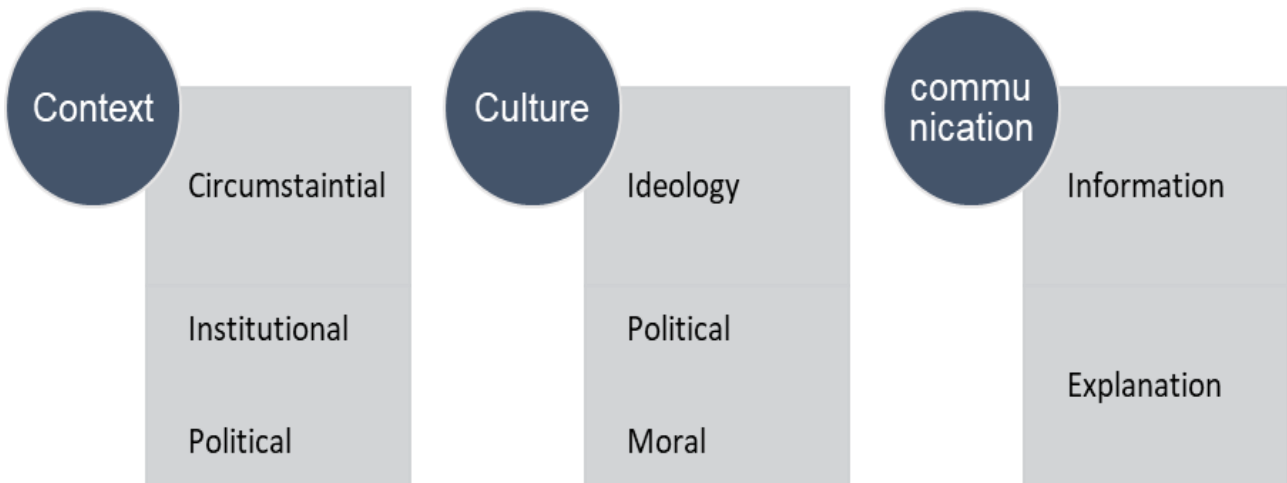 Context
Circumstaintial
Institutional
Political
Culture
Ideology
Political
Moral
commu
nication
Information
Explanation